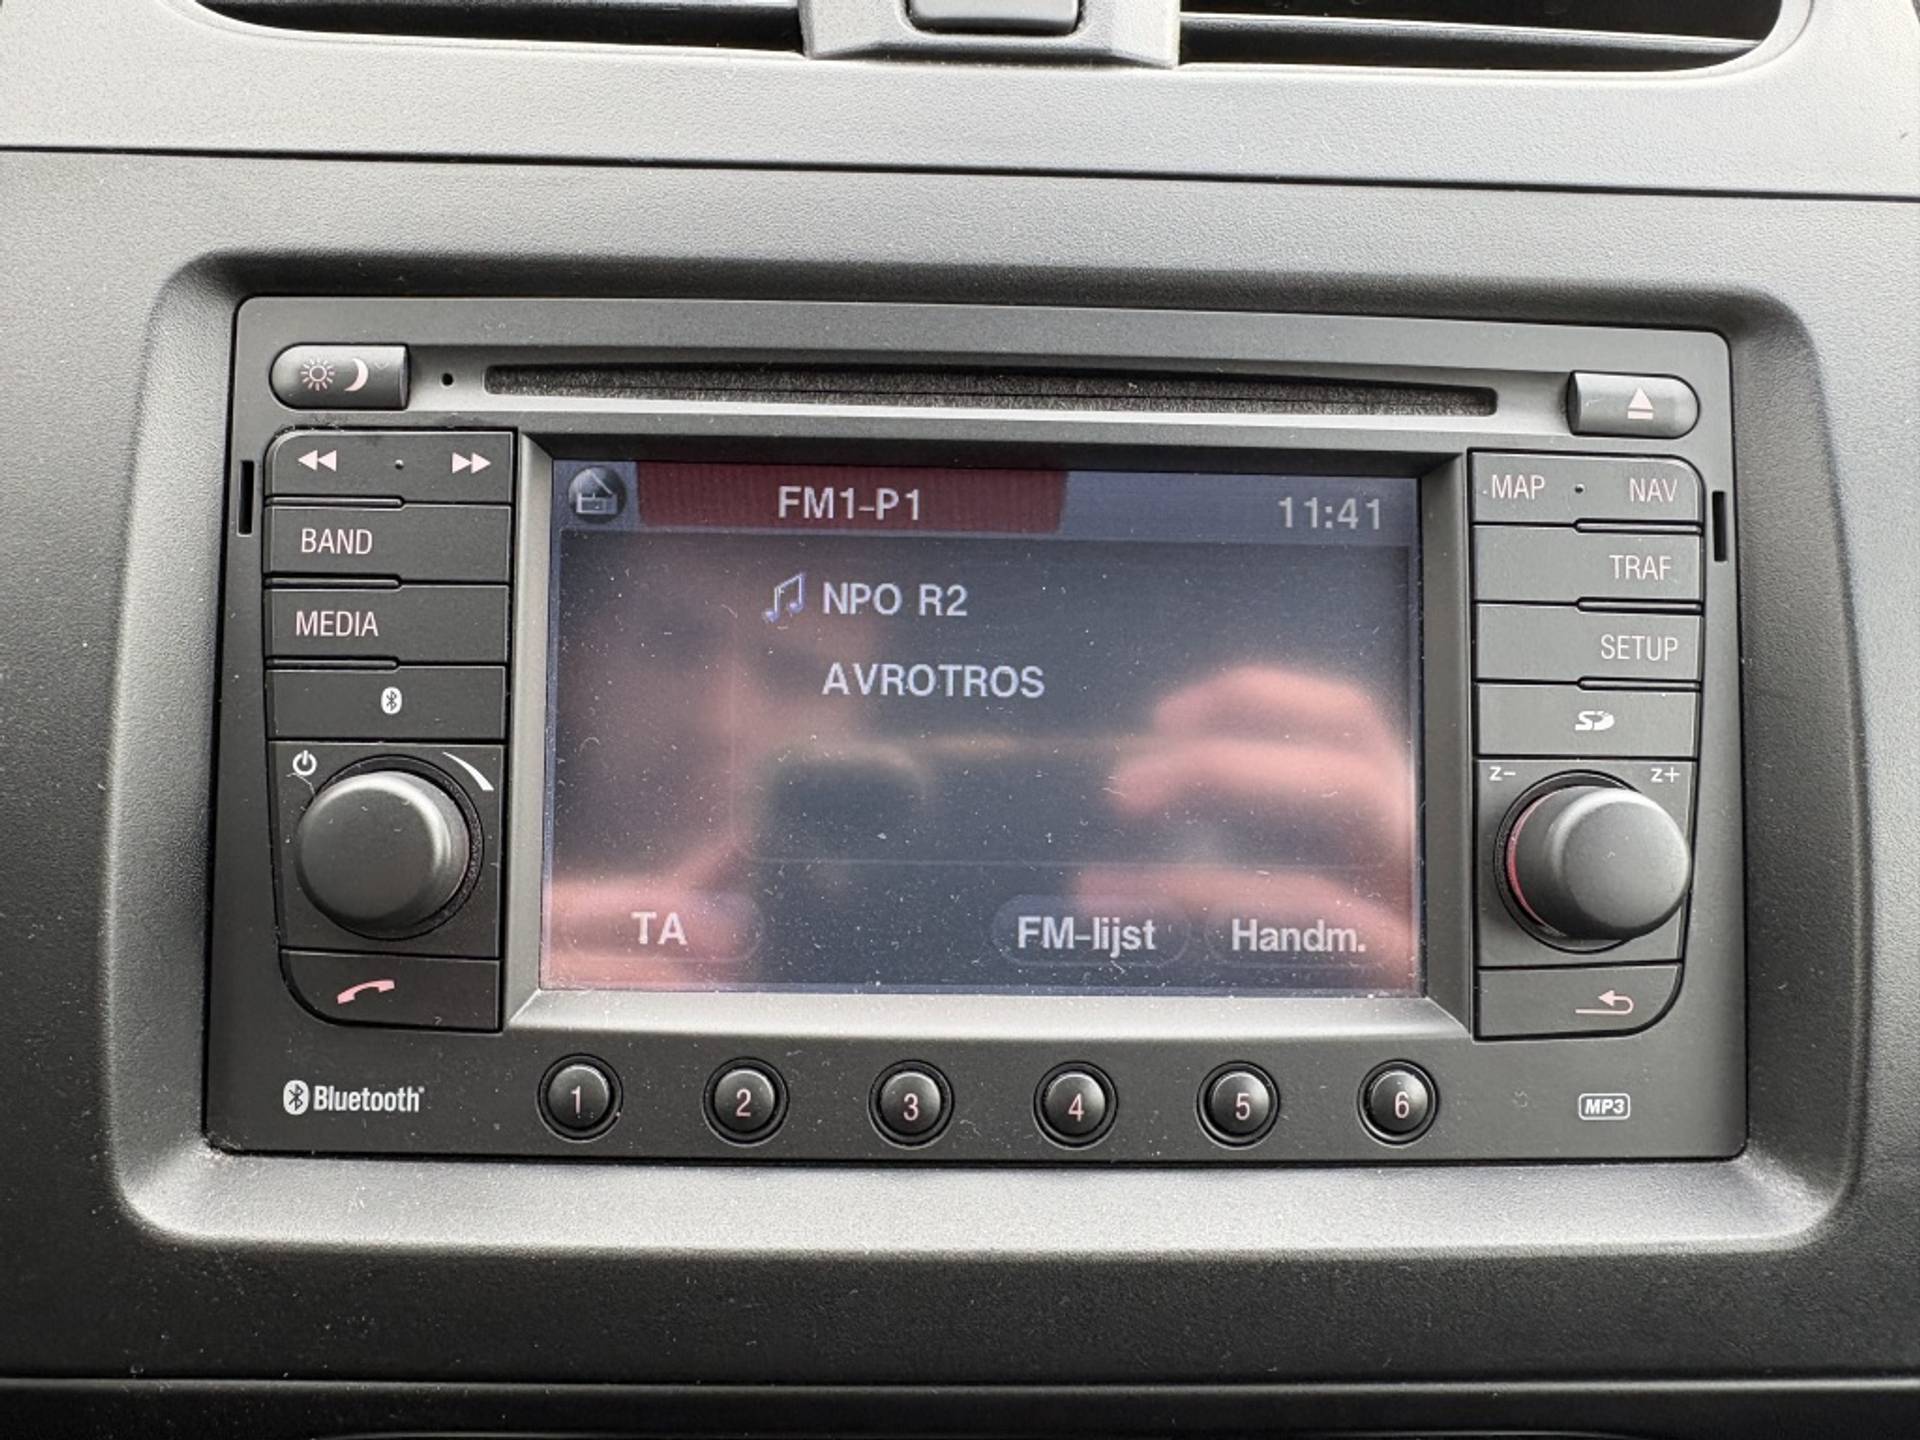 FM1-P1
11:41
NPO R2
AVROTROS
TA
FM-lijst
Handm.
BAND
MEDIA
MAP · NAV
TRAF
SETUP
SD
z- z+
Bluetooth®
1 2 3 4 5 6
MP3